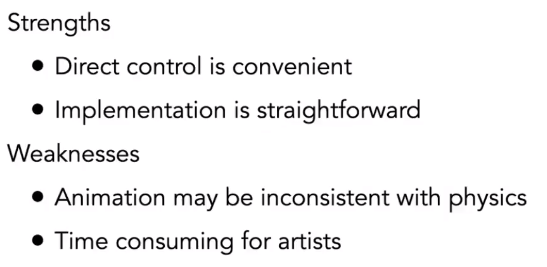 Strengths
• Direct control is convenient
• Implementation is straightforward
Weaknesses
• Animation may be inconsistent with physics
• Time consuming for artists